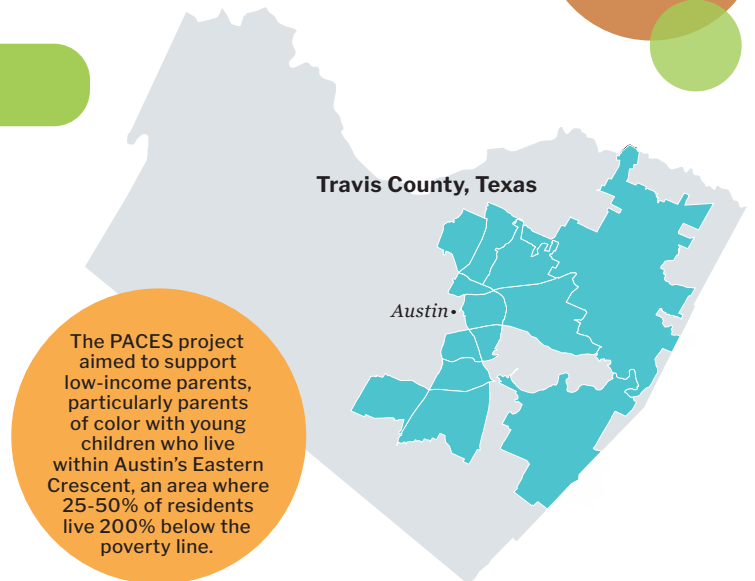 Travis County, Texas
Austin
The PACES project
aimed to support
low-income parents,
particularly parents
of color with young
children who live
within Austin’s Eastern
Crescent, an area where
25-50% of residents
live 200% below the
poverty line.